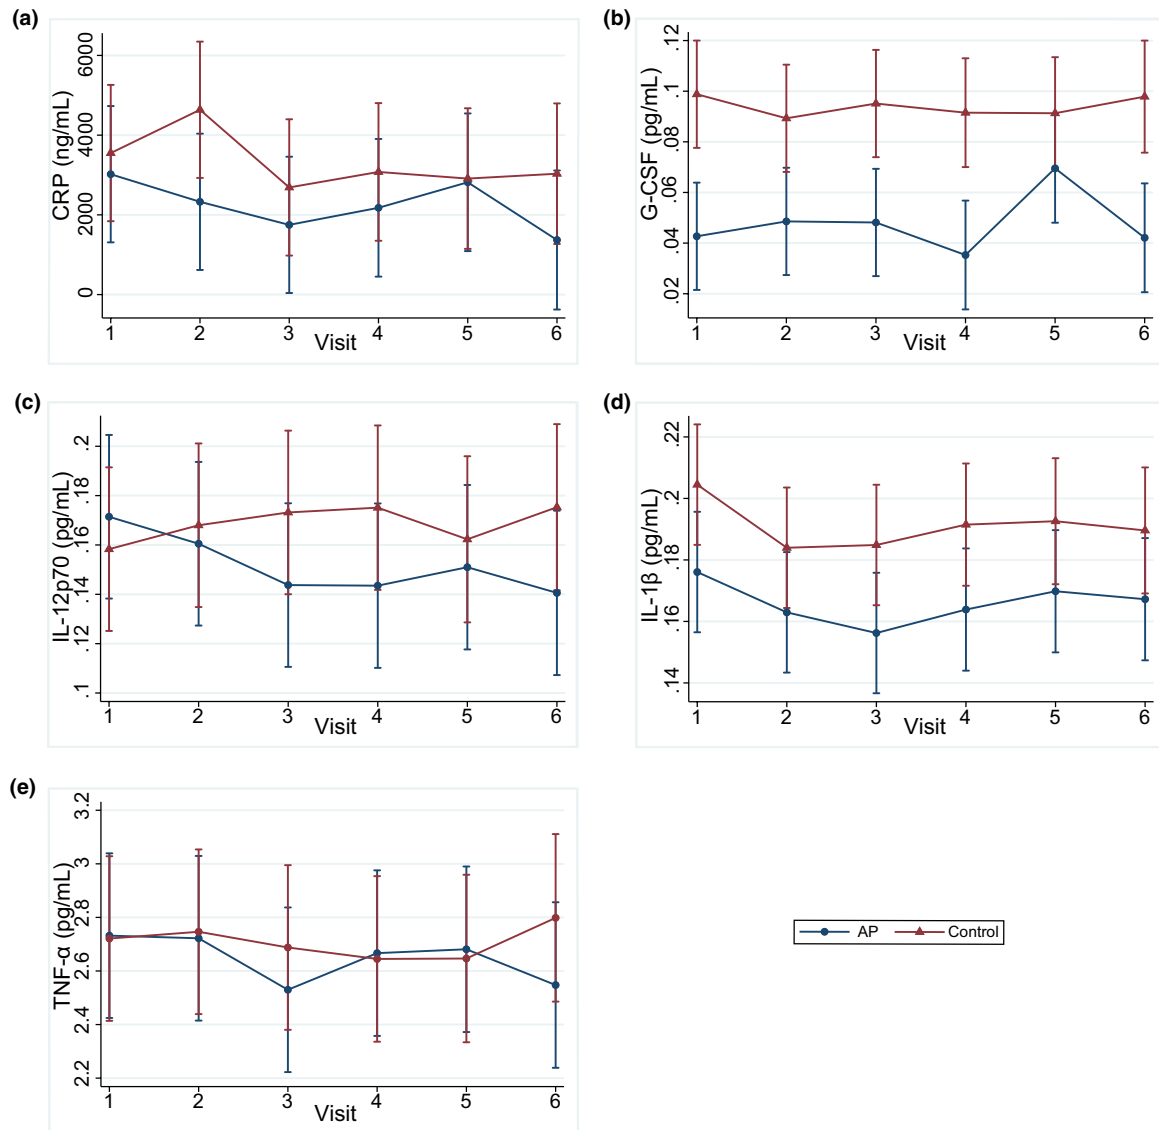 (a)
CRP (ng/mL)
6000
4000
2000
0
1 2 3 4 5 6
Visit
(b)
G-CSF (pg/mL)
.12
.1
.08
.06
.04
.02
1 2 3 4 5 6
Visit
(c)
IL-12p70 (pg/mL)
.2
.18
.16
.14
.12
.1
1 2 3 4 5 6
Visit
(d)
IL-1β (pg/mL)
.22
.2
.18
.16
.14
1 2 3 4 5 6
Visit
(e)
TNF-α (pg/mL)
3.2
3
2.8
2.6
2.4
2.2
1 2 3 4 5 6
Visit
AP Control